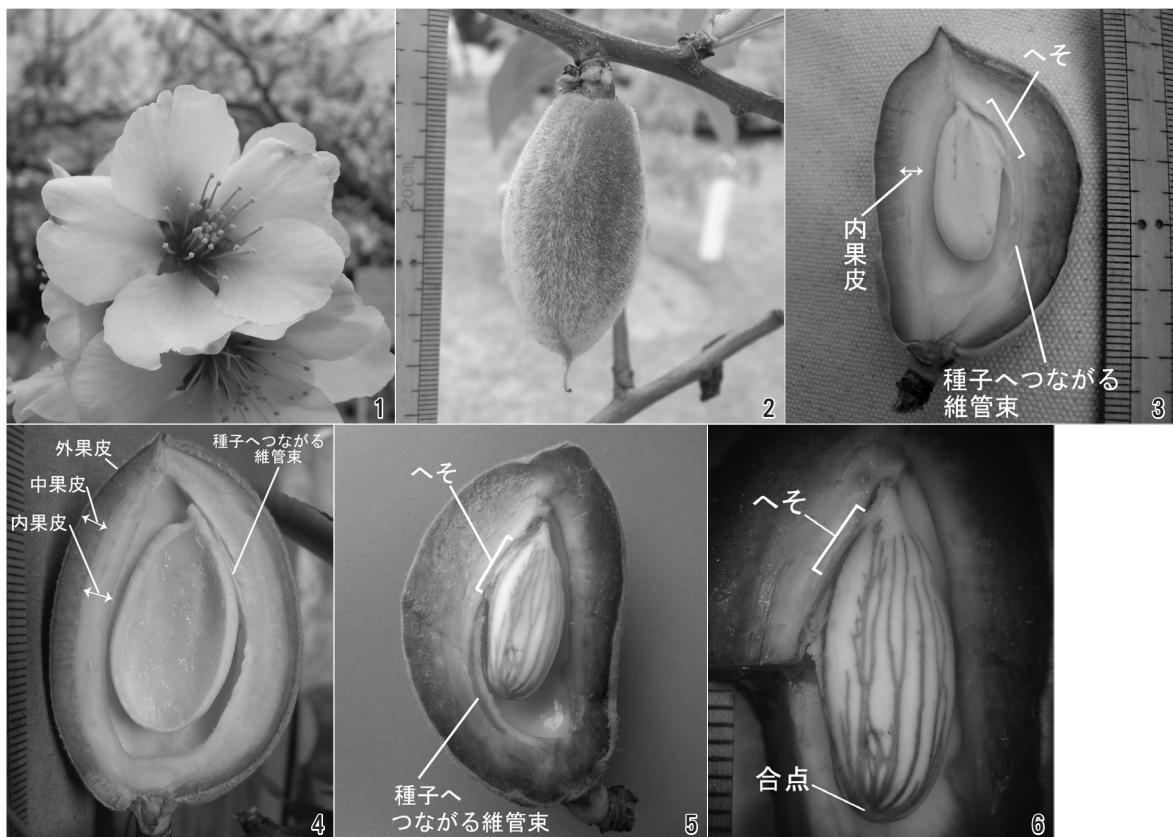 1
20cm
2
へそ
内果皮
種子へつながる
維管束
3
外果皮
中果皮
内果皮
種子へつながる
維管束
4
へそ
種子へ
つながる維管束
5
へそ
合点
6